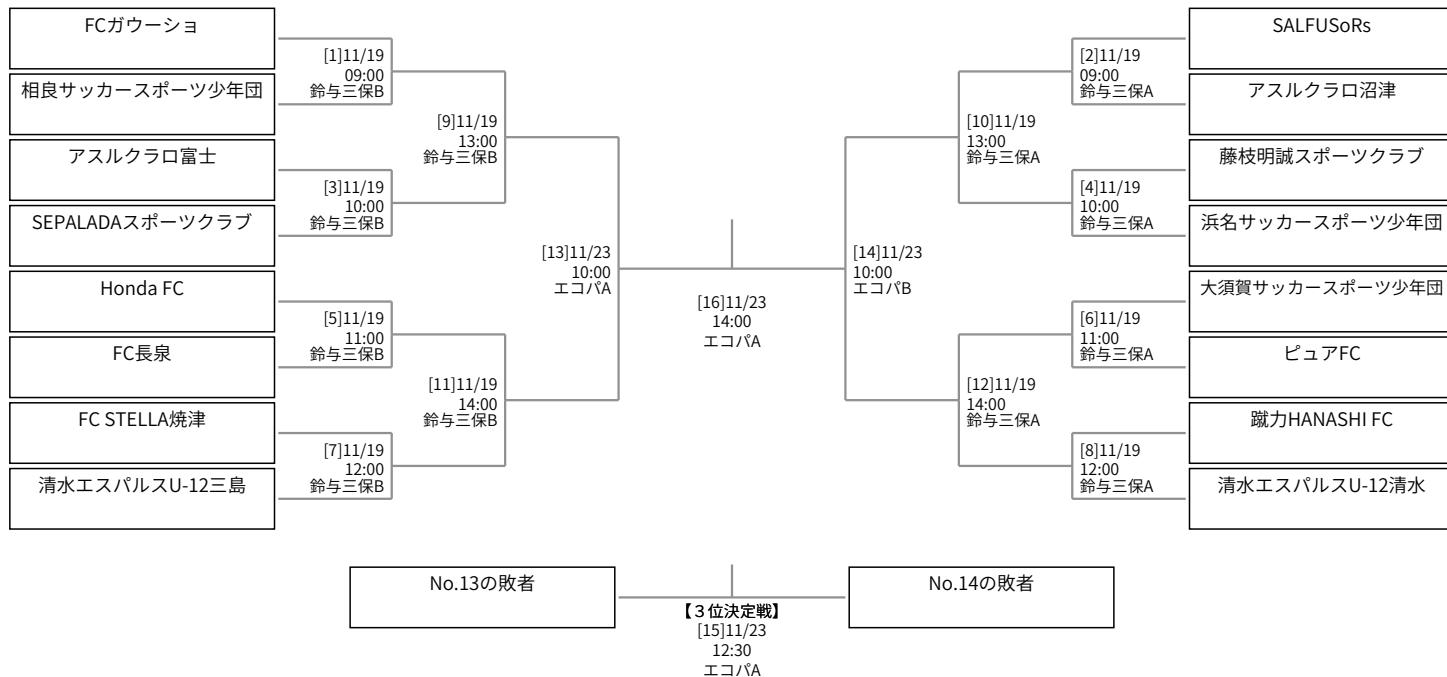 FCガウーショ
[1]11/19
09:00
鈴与三保B
相良サッカースポーツ少年団
[9]11/19
13:00
鈴与三保B
アスルクラロ富士
[3]11/19
10:00
鈴与三保B
SEPALADAスポーツクラブ
[13]11/23
10:00
エコパA
Honda FC
[5]11/19
11:00
鈴与三保B
FC長泉
[11]11/19
14:00
鈴与三保B
FC STELLA焼津
[7]11/19
12:00
鈴与三保B
清水エスパルスU-12三島
[16]11/23
14:00
エコパA
SALFUSoRs
[2]11/19
09:00
鈴与三保A
アスルクラロ沼津
[10]11/19
13:00
鈴与三保A
藤枝明誠スポーツクラブ
[4]11/19
10:00
鈴与三保A
浜名サッカースポーツ少年団
[14]11/23
10:00
エコパB
大須賀サッカースポーツ少年団
[6]11/19
11:00
鈴与三保A
ピュアFC
[12]11/19
14:00
鈴与三保A
蹴力HANASHI FC
[8]11/19
12:00
鈴与三保A
清水エスパルスU-12清水
No.13の敗者
No.14の敗者
【３位決定戦】
[15]11/23
12:30
エコパA